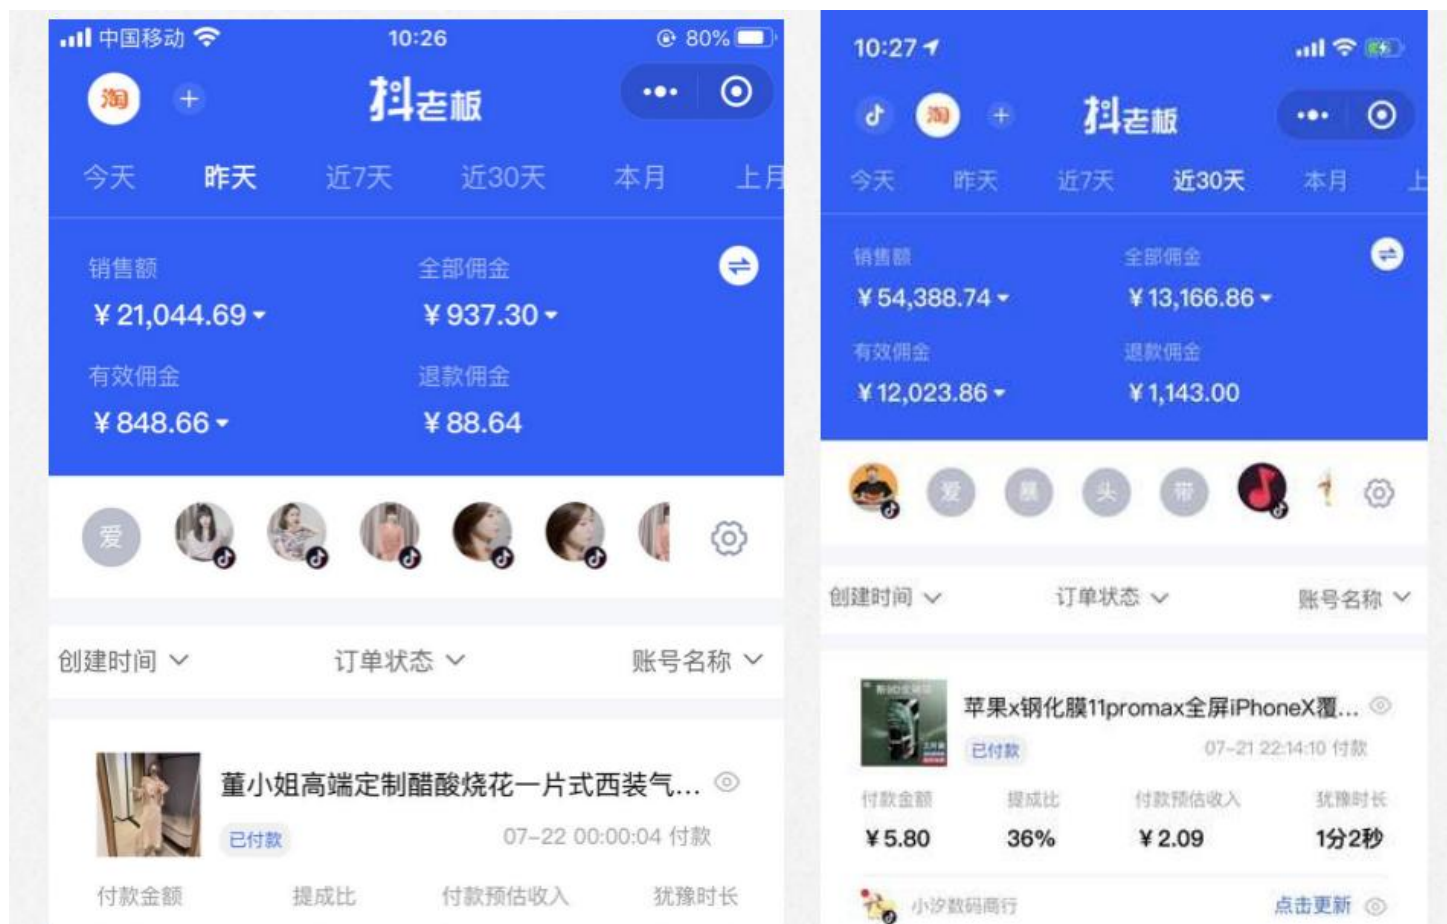 中国移动 10:26 80%
淘 + 抖老板
今天 昨天 近7天 近30天 本月 上月
销售额 全部佣金
¥21,044.69 ¥937.30
有效佣金 退款佣金
¥848.66 ¥88.64
爱
创建时间 订单状态 账号名称
董小姐高端定制醋酸烧花一片式西装气...
已付款 07-22 00:00:04 付款
付款金额 提成比 付款预估收入 犹豫时长
10:27
淘 + 抖老板
今天 昨天 近7天 近30天 本月 上
销售额 全部佣金
¥54,388.74 ¥13,166.86
有效佣金 退款佣金
¥12,023.86 ¥1,143.00
爱 暴 头 带
创建时间 订单状态 账号名称
苹果x钢化膜11promax全屏iPhoneX覆...
已付款 07-21 22:14:10 付款
付款金额 提成比 付款预估收入 犹豫时长
¥5.80 36% ¥2.09 1分2秒
小汐数码商行 点击更新